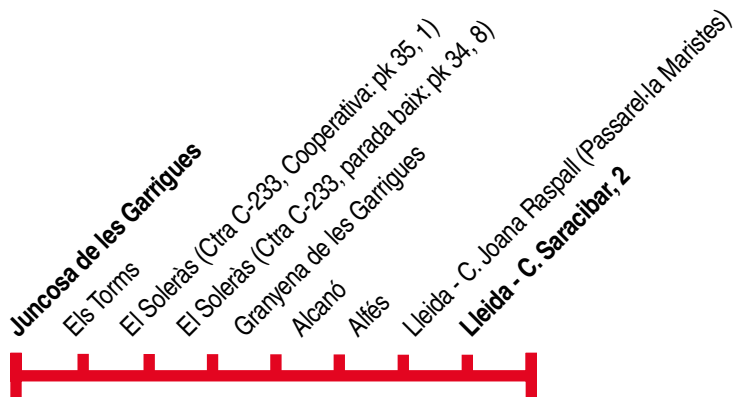 Juncosa de les Garrigues
Els Torms
El Soleràs (Ctra C-233, Cooperativa: pk 35, 1)
El Soleràs (Ctra C-233, parada baix: pk 34, 8)
Granyena de les Garrigues
Alcanó
Alfés
Lleida - C. Joana Raspall (Passarel·la Maristes)
Lleida - C. Saracibar, 2